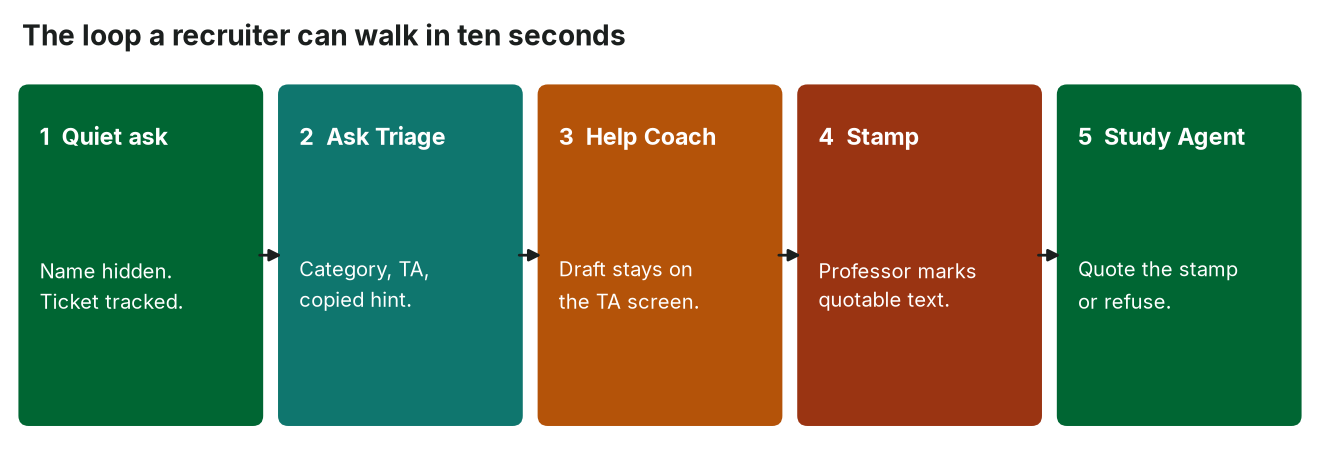 The loop a recruiter can walk in ten seconds
1 Quiet ask
Name hidden.
Ticket tracked.
2 Ask Triage
Category, TA,
copied hint.
3 Help Coach
Draft stays on
the TA screen.
4 Stamp
Professor marks
quotable text.
5 Study Agent
Quote the stamp
or refuse.